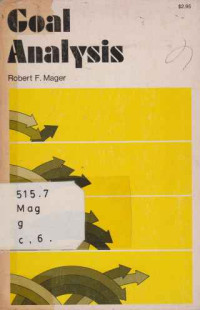 $2.95
Goal
Analysis
Robert F. Mager
515.7
Mag
g
c,6.